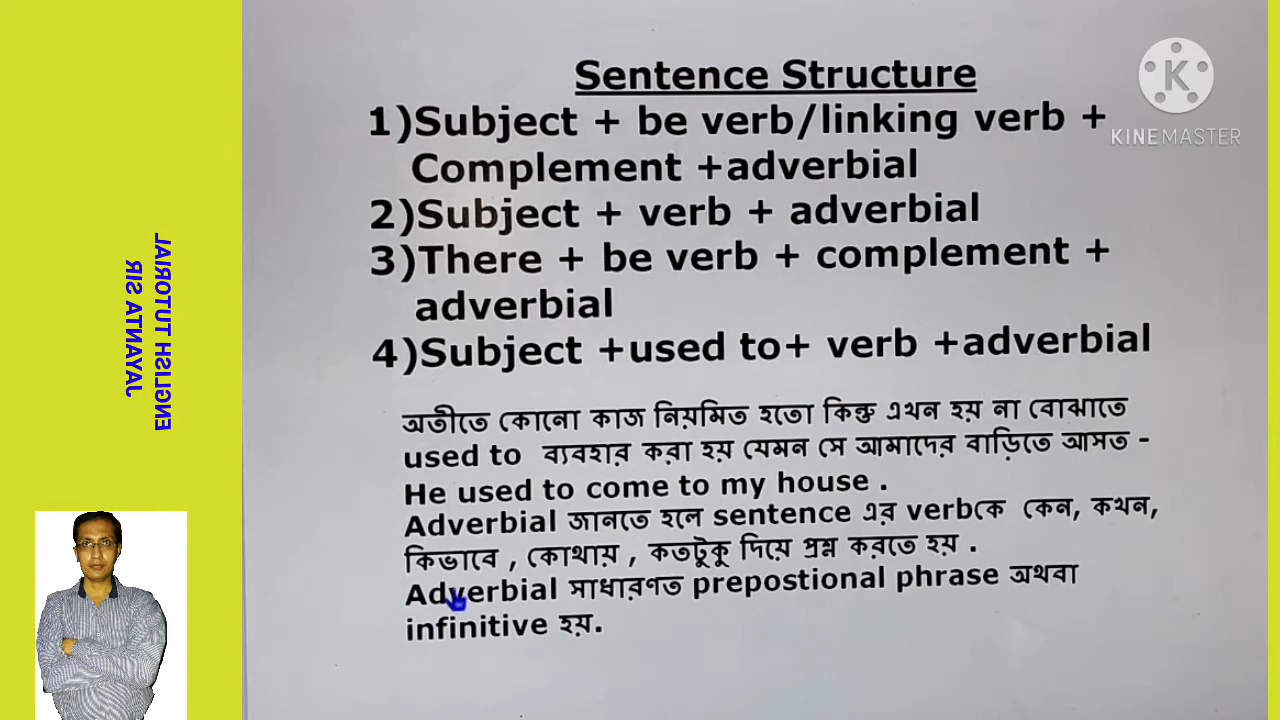 Sentence Structure
1)Subject + be verb/linking verb +
Complement +adverbial
2)Subject + verb + adverbial
3)There + be verb + complement +
adverbial
4)Subject +used to+ verb +adverbial
অতীতে কোনো কাজ নিয়মিত হতো কিন্তু এখন হয় না বোঝাতে
used to ব্যবহার করা হয় যেমন সে আমাদের বাড়িতে আসত -
He used to come to my house .
Adverbial জানতে হলে sentence এর verbকে কেন, কখন,
কিভাবে , কোথায় , কতটুকু দিয়ে প্রশ্ন করতে হয় .
Adverbial সাধারণত prepostional phrase অথবা
infinitive হয়.
ENGLISH TUTORIAL
JAYANTA SIR
K
KINEMASTER